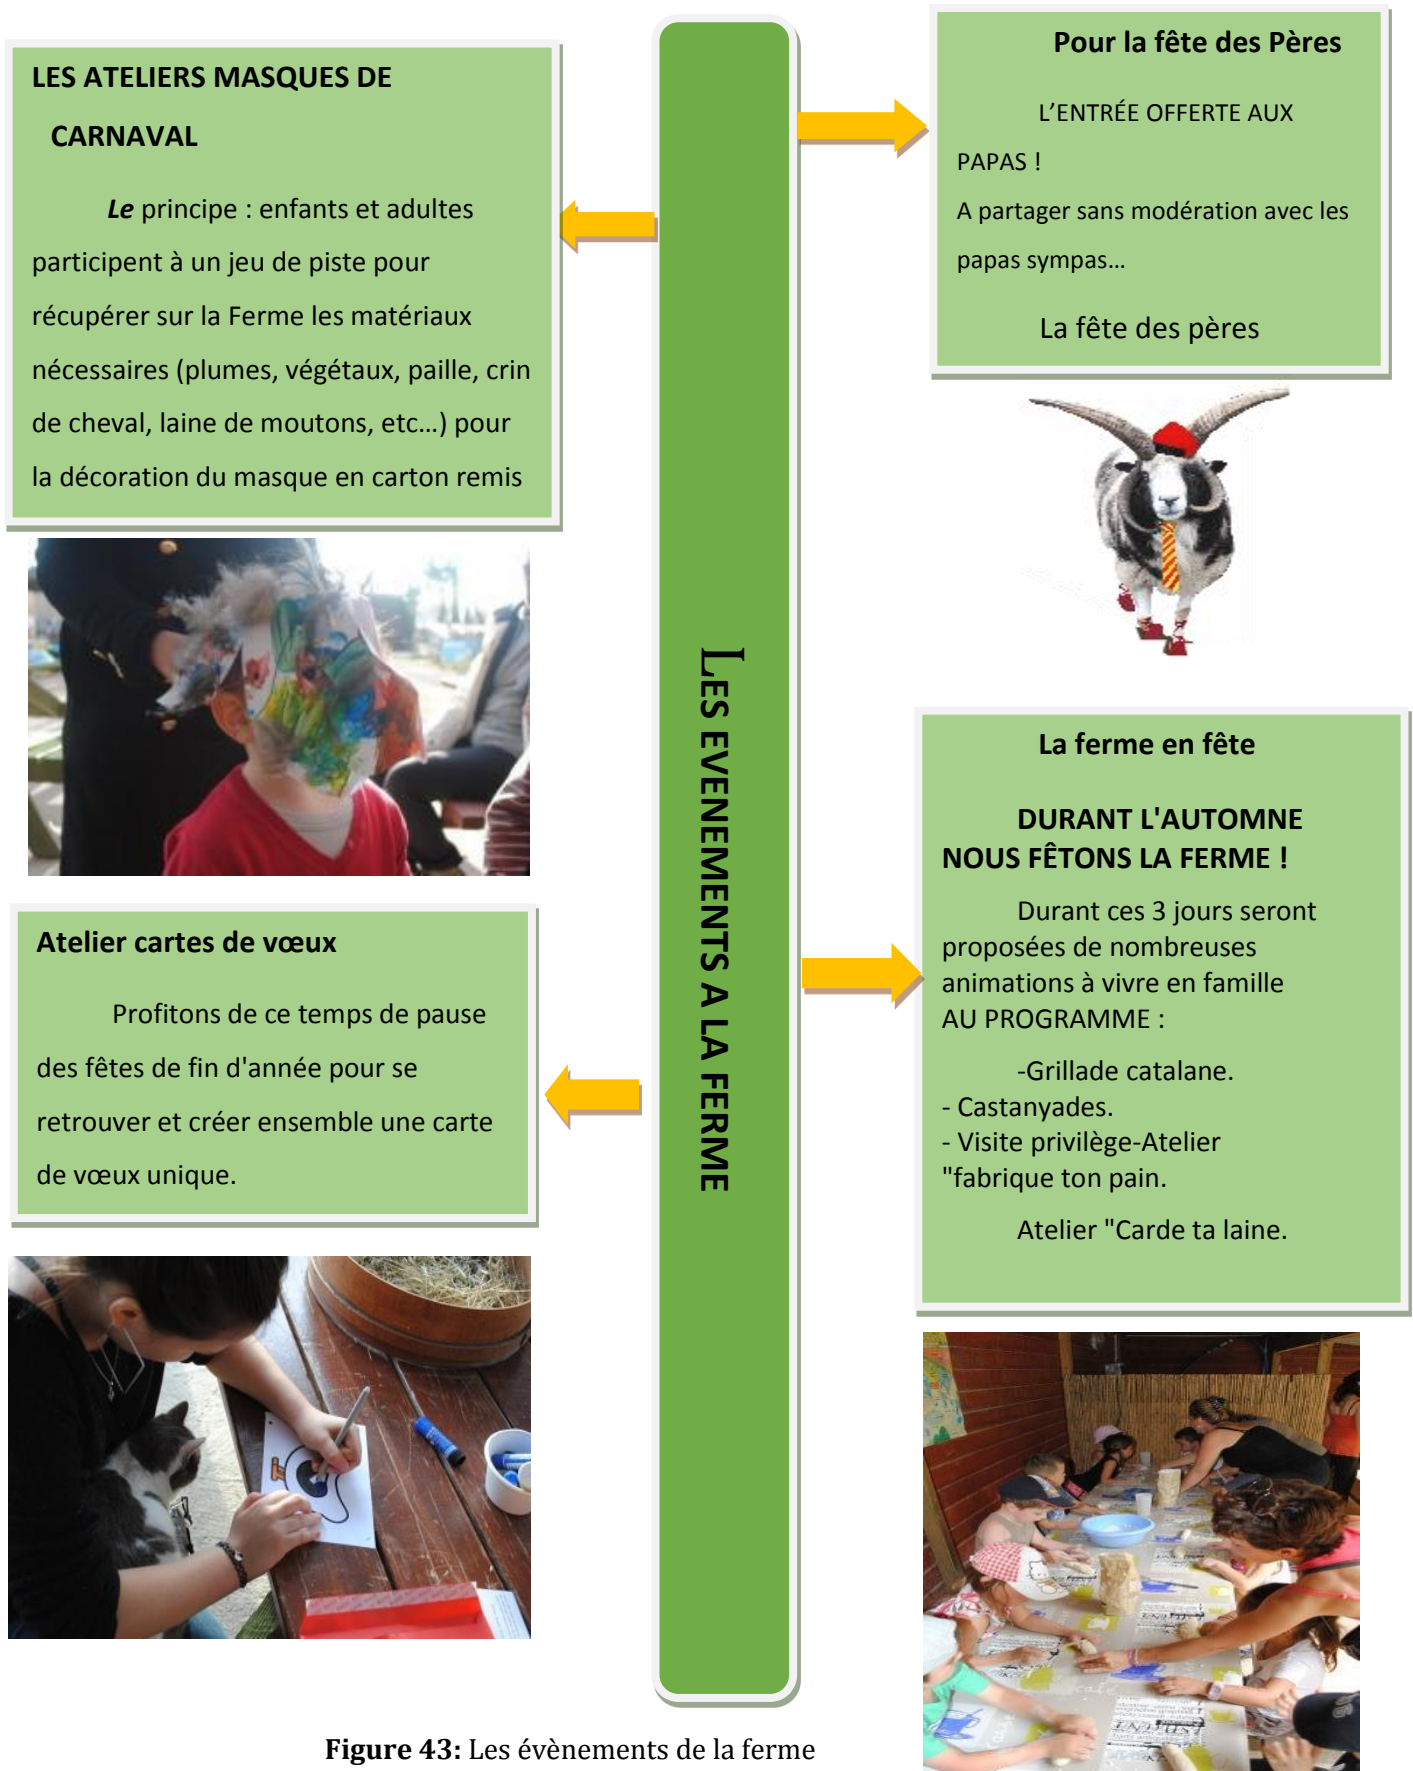 LES ATELIERS MASQUES DE
CARNAVAL
Le principe : enfants et adultes
participent à un jeu de piste pour
récupérer sur la Ferme les matériaux
nécessaires (plumes, végétaux, paille, crin
de cheval, laine de moutons, etc…) pour
la décoration du masque en carton remis
Atelier cartes de vœux
Profitons de ce temps de pause
des fêtes de fin d'année pour se
retrouver et créer ensemble une carte
de vœux unique.
LES EVENEMENTS A LA FERME
Pour la fête des Pères
L’ENTRÉE OFFERTE AUX
PAPAS !
A partager sans modération avec les
papas sympas…
La fête des pères
La ferme en fête
DURANT L'AUTOMNE
NOUS FÊTONS LA FERME !
Durant ces 3 jours seront
proposées de nombreuses
animations à vivre en famille
AU PROGRAMME :
-Grillade catalane.
- Castanyades.
- Visite privilège-Atelier
"fabrique ton pain.
Atelier "Carde ta laine.
Figure 43: Les évènements de la ferme